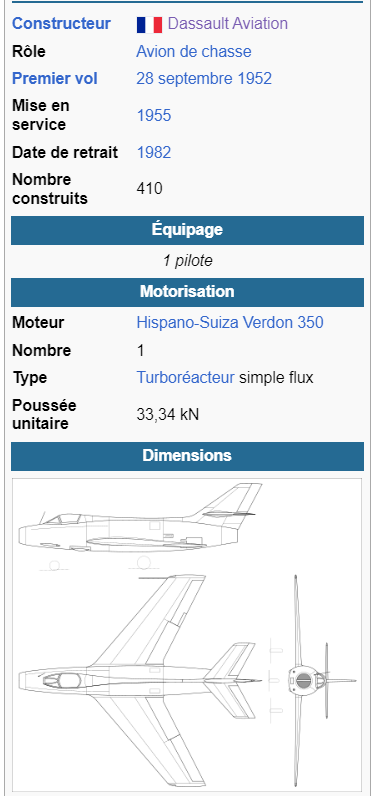 Constructeur Dassault Aviation
Rôle Avion de chasse
Premier vol 28 septembre 1952
Mise en
service 1955
Date de retrait 1982
Nombre
construits 410
Équipage
1 pilote
Motorisation
Moteur Hispano-Suiza Verdon 350
Nombre 1
Type Turboréacteur simple flux
Poussée
unitaire 33,34 kN
Dimensions